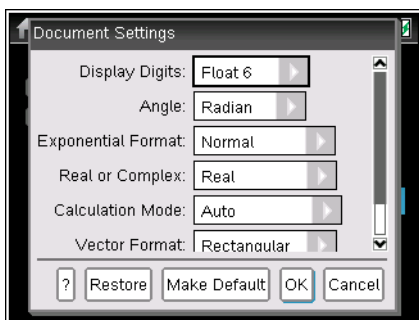 Document Settings
Display Digits: Float 6
Angle: Radian
Exponential Format: Normal
Real or Complex: Real
Calculation Mode: Auto
Vector Format: Rectangular
? Restore Make Default OK Cancel